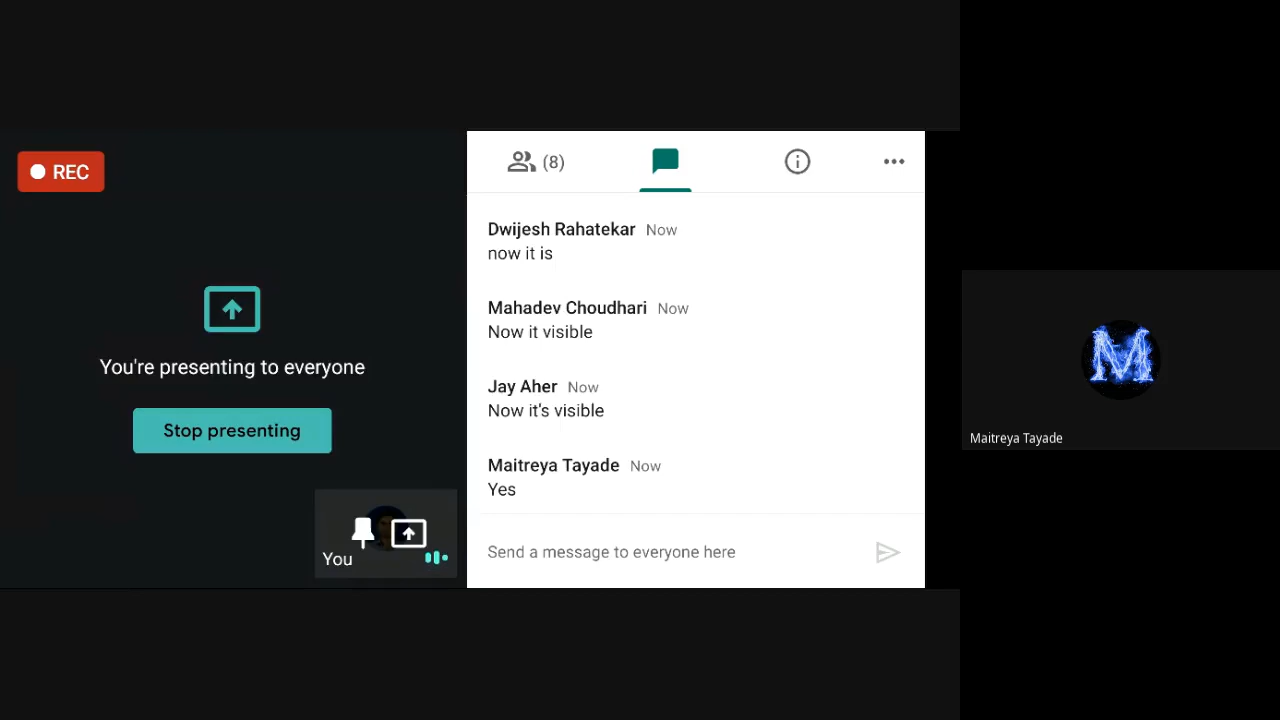 REC
You're presenting to everyone
Stop presenting
You
(8)
Dwijesh Rahatekar Now
now it is
Mahadev Choudhari Now
Now it visible
Jay Aher Now
Now it's visible
Maitreya Tayade Now
Yes
Send a message to everyone here
M
Maitreya Tayade